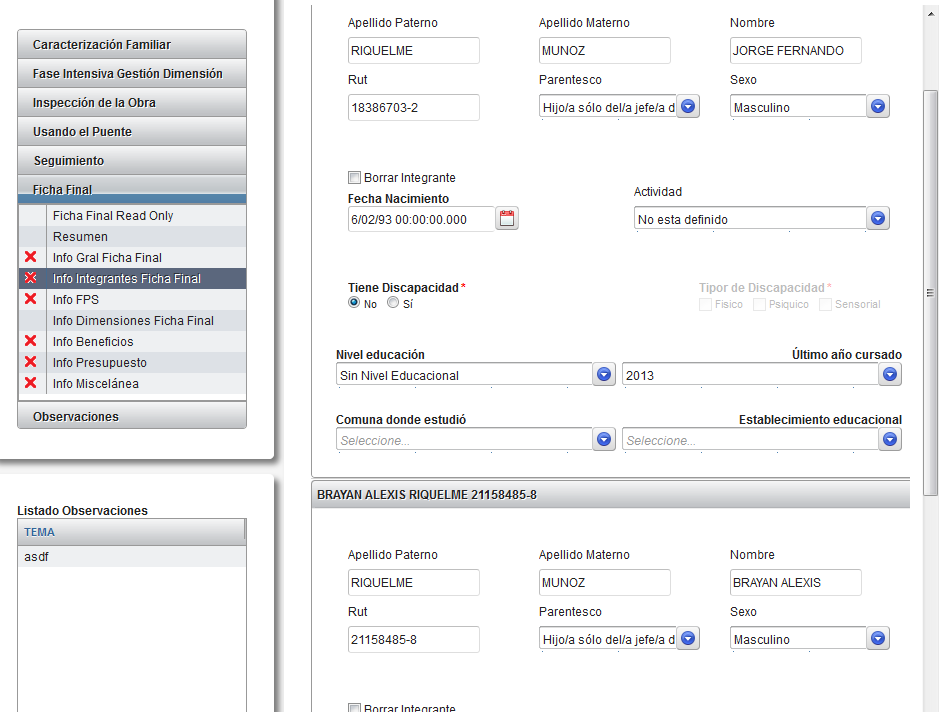 Caracterización Familiar
Fase Intensiva Gestión Dimensión
Inspección de la Obra
Usando el Puente
Seguimiento
Ficha Final
Ficha Final Read Only
Resumen
Info Gral Ficha Final
Info Integrantes Ficha Final
Info FPS
Info Dimensiones Ficha Final
Info Beneficios
Info Presupuesto
Info Miscelánea
Observaciones
Listado Observaciones
TEMA
asdf
Apellido Paterno Apellido Materno Nombre
RIQUELME MUNOZ JORGE FERNANDO
Rut Parentesco Sexo
18386703-2 Hijo/a sólo del/a jefe/a d Masculino
Borrar Integrante
Fecha Nacimiento Actividad
6/02/93 00:00:00.000 No esta definido
Tiene Discapacidad* Tipo de Discapacidad*
No Sí Fisico Psiquico Sensorial
Nivel educación Último año cursado
Sin Nivel Educacional 2013
Comuna donde estudió Establecimiento educacional
Seleccione... Seleccione...
BRAYAN ALEXIS RIQUELME 21158485-8
Apellido Paterno Apellido Materno Nombre
RIQUELME MUNOZ BRAYAN ALEXIS
Rut Parentesco Sexo
21158485-8 Hijo/a sólo del/a jefe/a d Masculino
Borrar Integrante